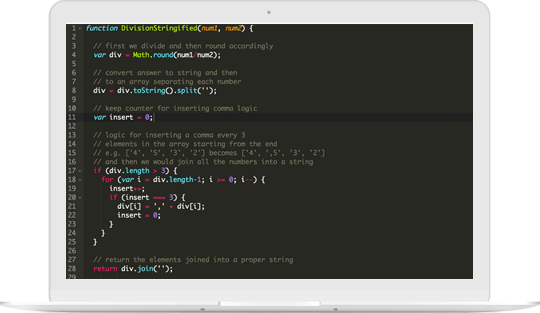 1 function DivisionStringified(num1, num2) {
2
3 // first we divide and then round accordingly
4 var div = Math.round(num1/num2);
5
6 // convert answer to string and then
7 // to an array separating each number
8 div = div.toString().split('');
9
10 // keep counter for inserting comma logic
11 var insert = 0;
12
13 // logic for inserting a comma every 3
14 // elements in the array starting from the end
15 // e.g. ['4', '5', '3', '2'] becomes ['4', ',5', '3', '2']
16 // and then we would join all the numbers into a string
17 if (div.length > 3) {
18 for (var i = div.length-1; i >= 0; i--) {
19 insert++;
20 if (insert === 3) {
21 div[i] = ',' + div[i];
22 insert = 0;
23 }
24 }
25 }
26
27 // return the elements joined into a proper string
28 return div.join('');
29